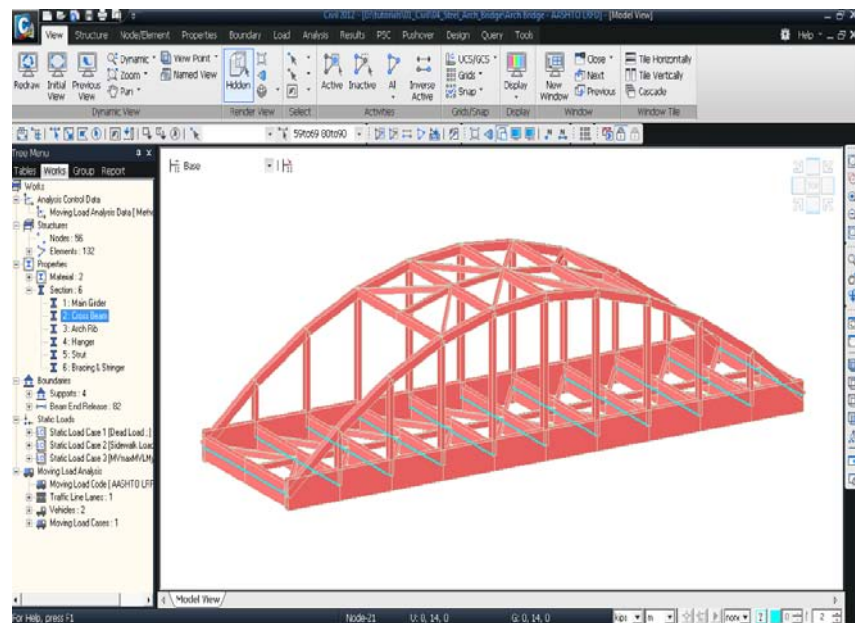 Civil 2012 - [D:\tutorials\01_Civil\04_Steel_Arch_Bridge\Arch Bridge - AASHTO LRFD] - [Model View]
View Structure Node/Element Properties Boundary Load Analysis Results PSC Pushover Design Query Tools Help
Redraw Initial View Previous View Dynamic Zoom Pan View Point Named View Hidden Active Inactive All Inverse Active UCS/GCS Grids Snap Display New Window Close Next Previous Tile Horizontally Tile Vertically Cascade
Dynamic View Render View Select Activities Grids/Snap Display Window Window Tile
59to69 80to90
Tree Menu
Tables Works Group Report
Base
Works
Analysis Control Data
Moving Load Analysis Data [Metho
Structures
Nodes : 56
Elements : 132
Properties
Material : 2
Section : 6
1 : Main Girder
2 : Cross Beam
3 : Arch Rib
4 : Hanger
5 : Strut
6 : Bracing & Stringer
Boundaries
Supports : 4
Beam End Release : 82
Static Loads
Static Load Case 1 [Dead Load ; ]
Static Load Case 2 [Sidewalk Load
Static Load Case 3 [MVmaxMVLMy
Moving Load Analysis
Moving Load Code [ AASHTO LRF
Traffic Line Lanes : 1
Vehicles : 2
Moving Load Cases : 1
Model View
For Help, press F1 Node-21 U: 0, 14, 0 G: 0, 14, 0 kips m none 2